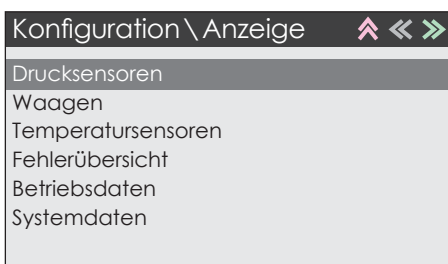 Konfiguration \ Anzeige
Drucksensoren
Waagen
Temperatursensoren
Fehlerübersicht
Betriebsdaten
Systemdaten